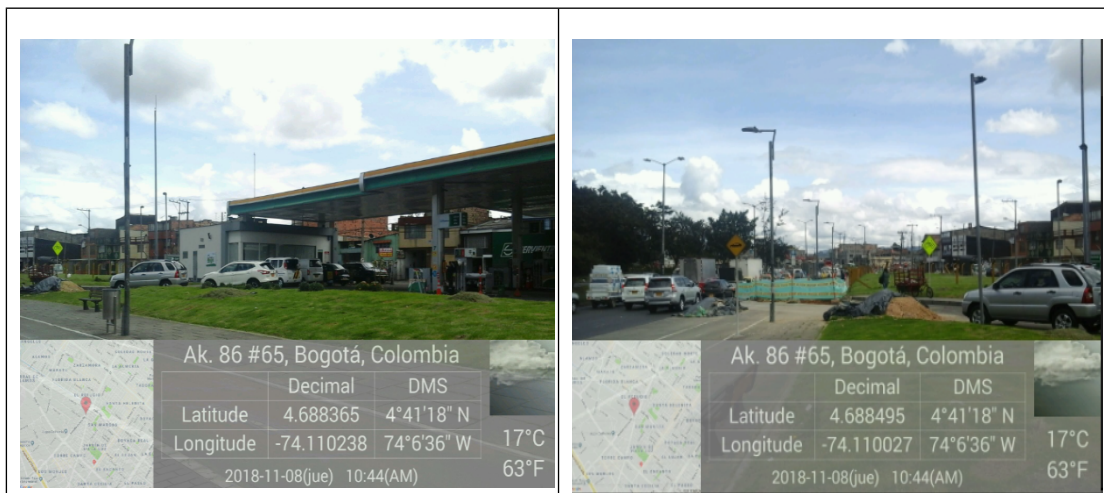 Ak. 86 #65, Bogotá, Colombia
Decimal DMS
Latitude 4.688365 4°41'18" N
Longitude -74.110238 74°6'36" W
17°C
63°F
2018-11-08(jue) 10:44(AM)
Ak. 86 #65, Bogotá, Colombia
Decimal DMS
Latitude 4.688495 4°41'18" N
Longitude -74.110027 74°6'36" W
17°C
63°F
2018-11-08(jue) 10:44(AM)